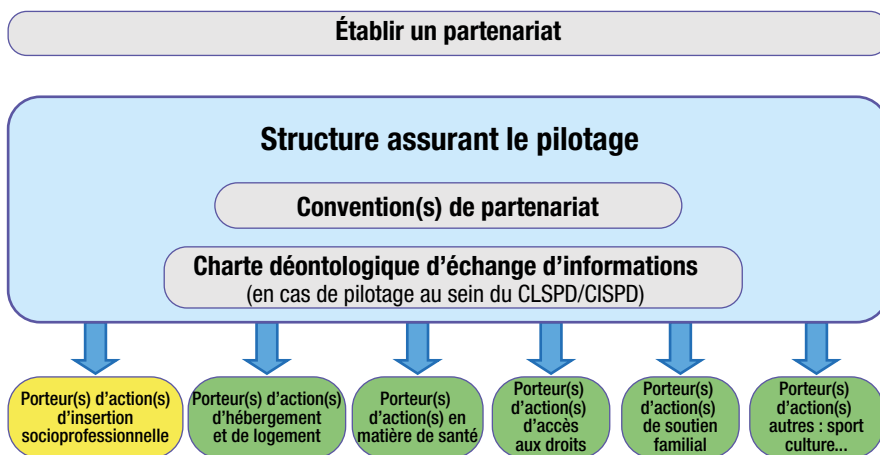 Établir un partenariat
Structure assurant le pilotage
Convention(s) de partenariat
Charte déontologique d'échange d'informations
(en cas de pilotage au sein du CLSPD/CISPD)
Porteur(s) d'action(s)
d'insertion
socioprofessionnelle
Porteur(s) d'action(s)
d'hébergement
et de logement
Porteur(s)
d'action(s) en
matière de santé
Porteur(s)
d'action(s)
d'accès
aux droits
Porteur(s)
d'action(s)
de soutien
familial
Porteur(s)
d'action(s)
autres : sport
culture...